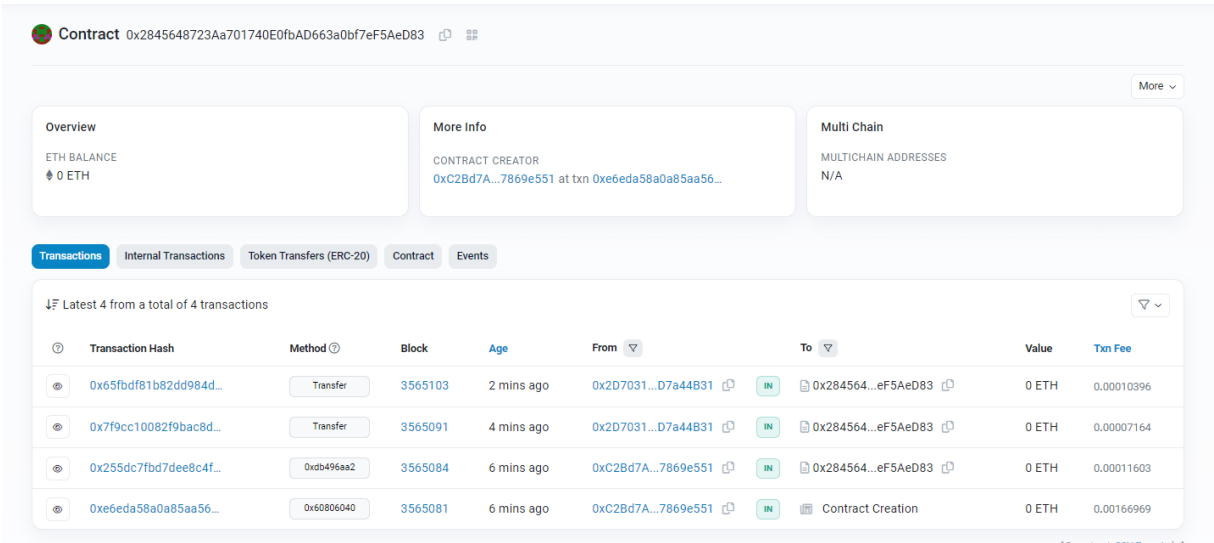 Contract 0x2845648723Aa701740E0fbAD663a0bf7eF5AeD83
More
Overview
ETH BALANCE
0 ETH
More Info
CONTRACT CREATOR
0xC2Bd7A...7869e551 at txn 0xe6eda58a0a85aa56...
Multi Chain
MULTICHAIN ADDRESSES
N/A
Transactions Internal Transactions Token Transfers (ERC-20) Contract Events
Latest 4 from a total of 4 transactions
Transaction Hash Method Block Age From To Value Txn Fee
0x65fbdf81b82dd984d... Transfer 3565103 2 mins ago 0x2D7031...D7a44B31 IN 0x284564...eF5AeD83 0 ETH 0.00010396
0x7f9cc10082f9bac8d... Transfer 3565091 4 mins ago 0x2D7031...D7a44B31 IN 0x284564...eF5AeD83 0 ETH 0.00007164
0x255dc7fbd7dee8c4f... 0xdb496aa2 3565084 6 mins ago 0xC2Bd7A...7869e551 IN 0x284564...eF5AeD83 0 ETH 0.00011603
0xe6eda58a0a85aa56... 0x60806040 3565081 6 mins ago 0xC2Bd7A...7869e551 IN Contract Creation 0 ETH 0.00166969